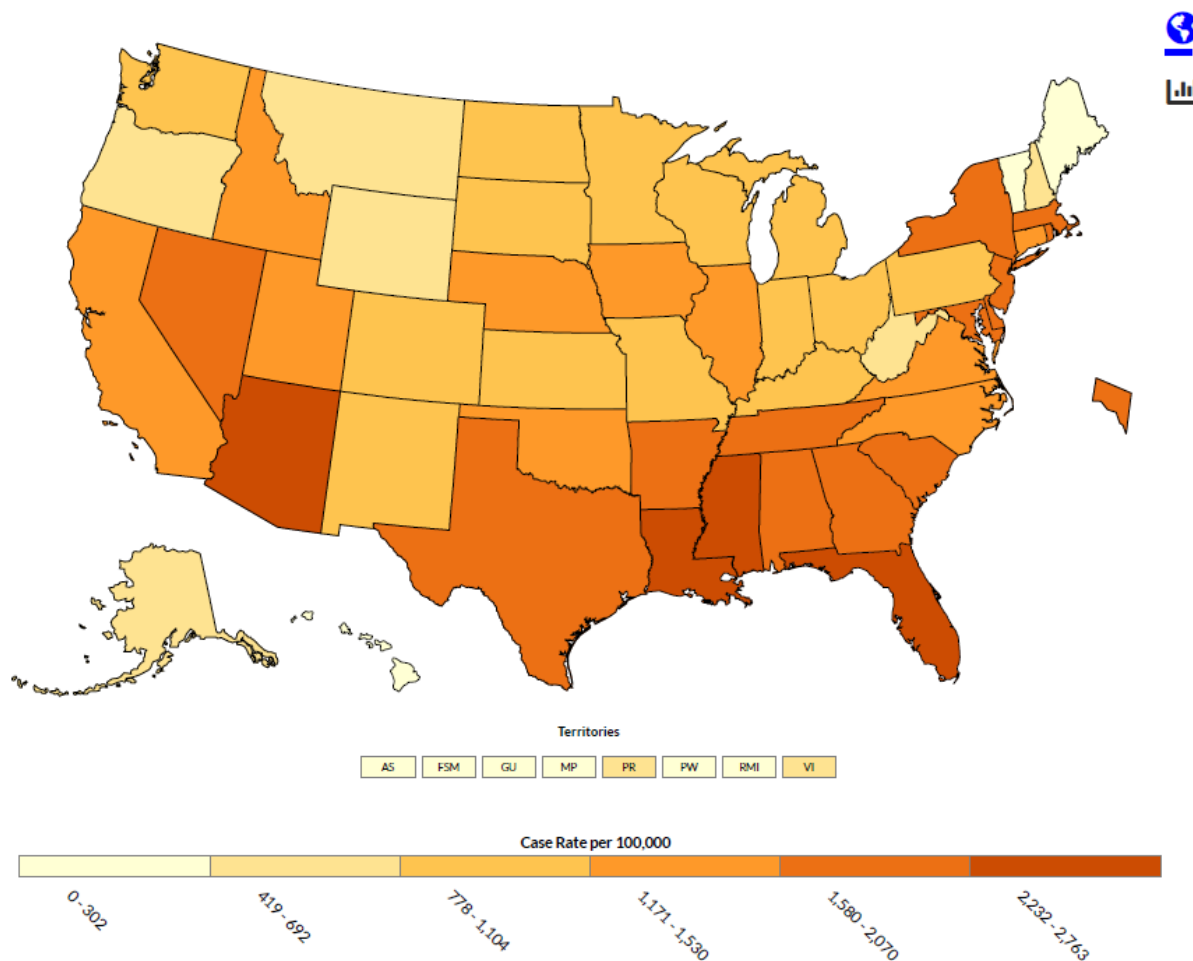 Territories
AS FSM GU MP PR PW RMI VI
Case Rate per 100,000
0 - 302
419 - 692
778 - 1,104
1,171 - 1,530
1,580 - 2,070
2,232 - 2,763